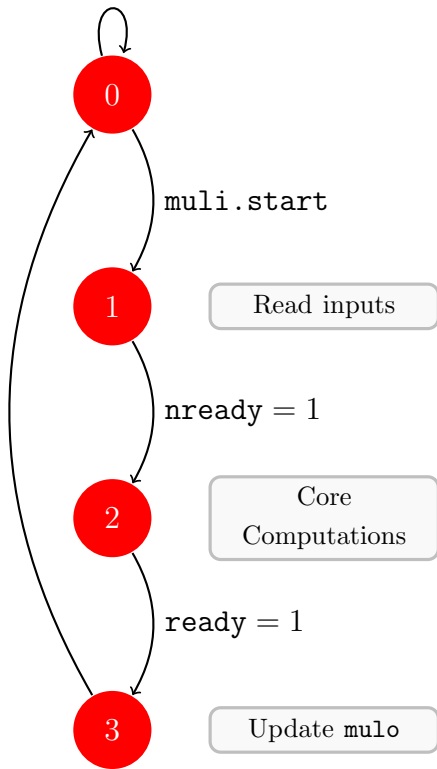 0
muli.start
1
Read inputs
nready = 1
2
Core
Computations
ready = 1
3
Update mulo